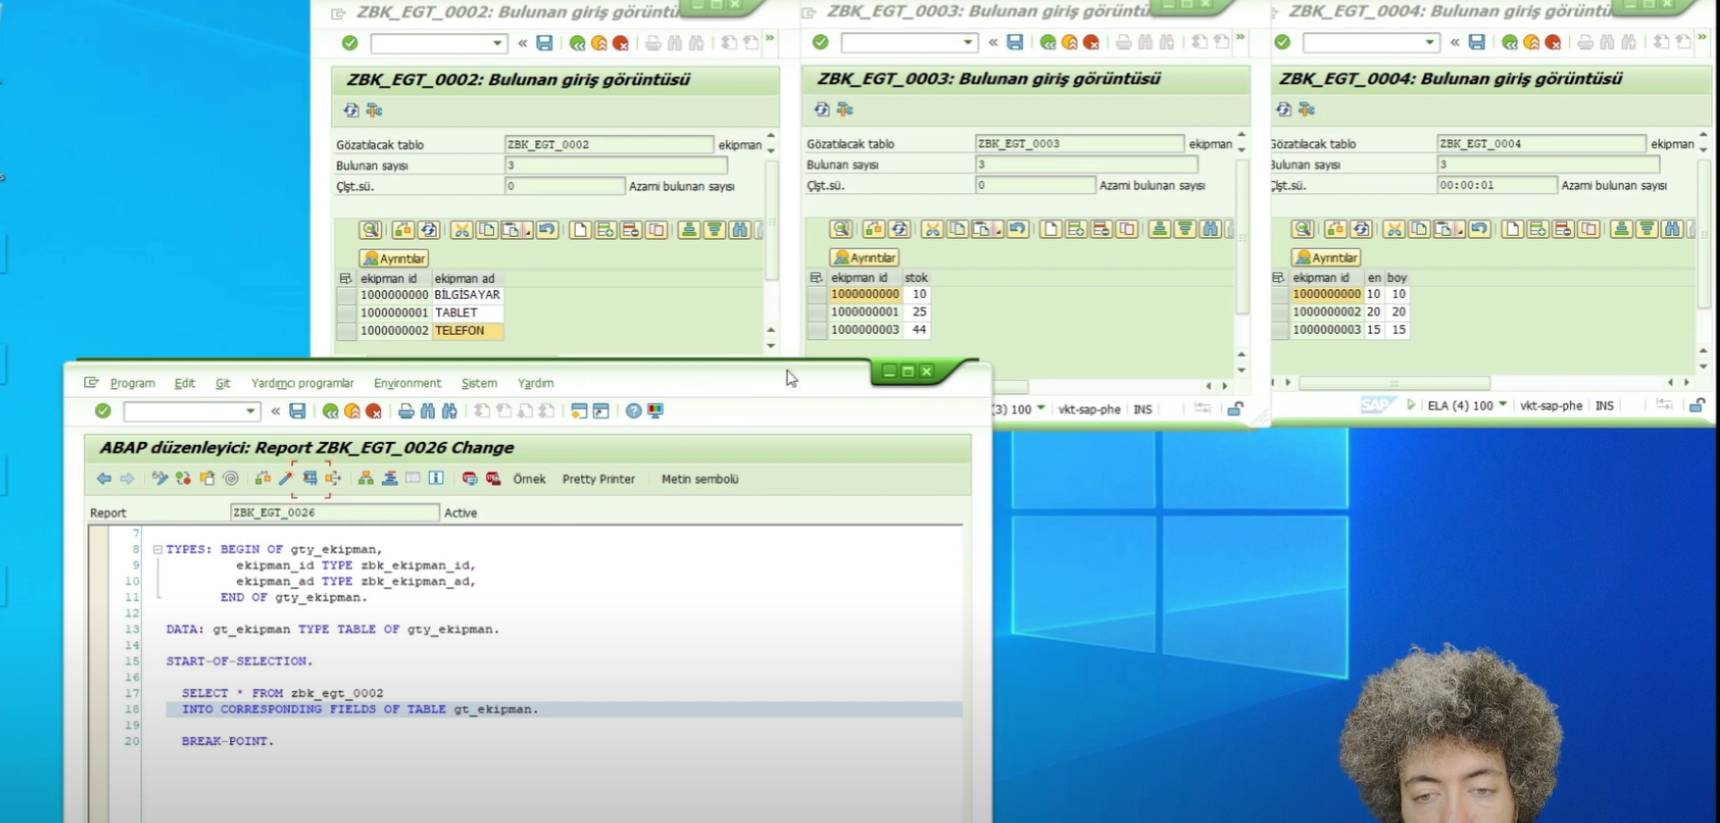 ZBK_EGT_0002: Bulunan giriş görüntü
ZBK_EGT_0002: Bulunan giriş görüntüsü
Gözatılacak tablo ZBK_EGT_0002 ekipman
Bulunan sayısı 3
Çlşt.sü. 0 Azami bulunan sayısı
Ayrıntılar
ekipman id ekipman ad
1000000000 BİLGİSAYAR
1000000001 TABLET
1000000002 TELEFON
ZBK_EGT_0003: Bulunan giriş görüntü
ZBK_EGT_0003: Bulunan giriş görüntüsü
Gözatılacak tablo ZBK_EGT_0003 ekipman
Bulunan sayısı 3
Çlşt.sü. 0 Azami bulunan sayısı
Ayrıntılar
ekipman id stok
1000000000 10
1000000001 25
1000000003 44
(3) 100 vkt-sap-phe INS
ZBK_EGT_0004: Bulunan giriş görüntü
ZBK_EGT_0004: Bulunan giriş görüntüsü
Gözatılacak tablo ZBK_EGT_0004 ekipman
Bulunan sayısı 3
Çlşt.sü. 00:00:01 Azami bulunan sayısı
Ayrıntılar
ekipman id en boy
1000000000 10 10
1000000002 20 20
1000000003 15 15
SAP ELA (4) 100 vkt-sap-phe INS
Program Edit Git Yardımcı programlar Environment Sistem Yardım
ABAP düzenleyici: Report ZBK_EGT_0026 Change
Örnek Pretty Printer Metin sembolü
Report ZBK_EGT_0026 Active
7
8 TYPES: BEGIN OF gty_ekipman,
9 ekipman_id TYPE zbk_ekipman_id,
10 ekipman_ad TYPE zbk_ekipman_ad,
11 END OF gty_ekipman.
12
13 DATA: gt_ekipman TYPE TABLE OF gty_ekipman.
14
15 START-OF-SELECTION.
16
17 SELECT * FROM zbk_egt_0002
18 INTO CORRESPONDING FIELDS OF TABLE gt_ekipman.
19
20 BREAK-POINT.